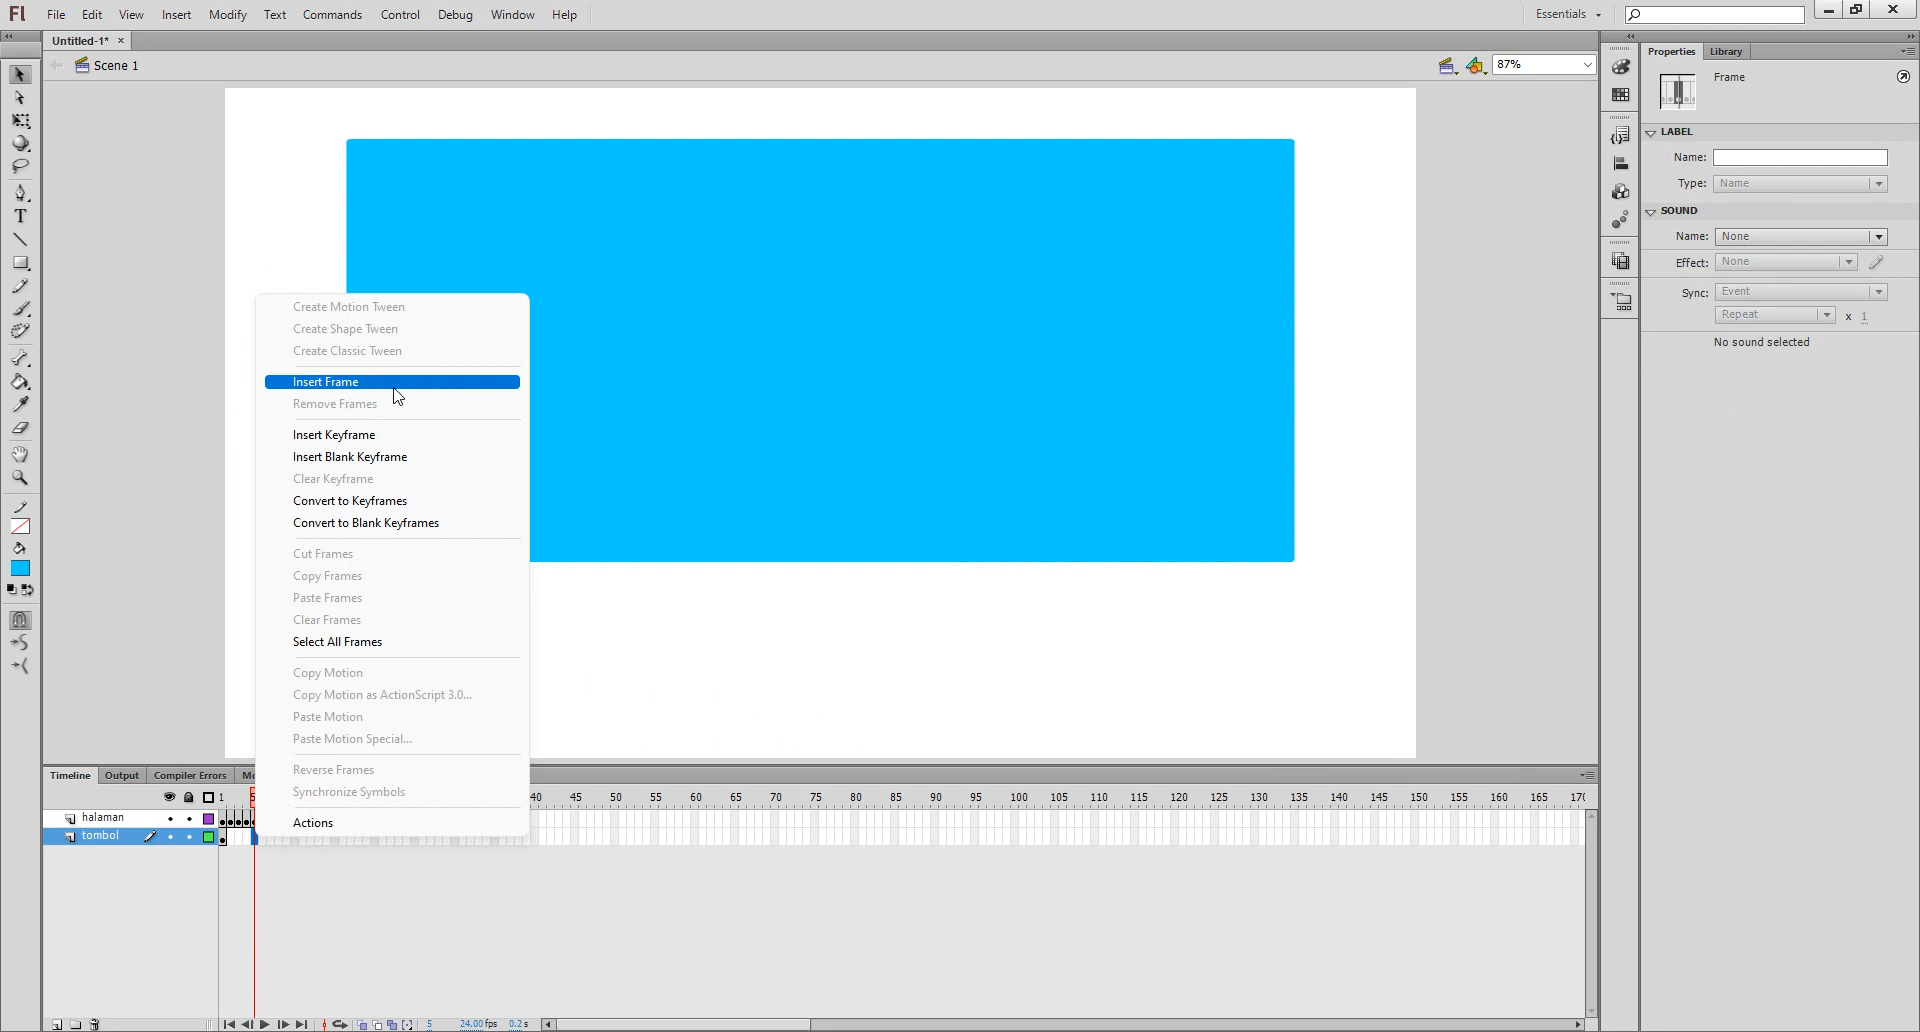 Fl File Edit View Insert Modify Text Commands Control Debug Window Help Essentials
Untitled-1* ×
Scene 1 87%
Properties Library
Frame
LABEL
Name:
Type: Name
SOUND
Name: None
Effect: None
Sync: Event
Repeat x 1
No sound selected
Create Motion Tween
Create Shape Tween
Create Classic Tween
Insert Frame
Remove Frames
Insert Keyframe
Insert Blank Keyframe
Clear Keyframe
Convert to Keyframes
Convert to Blank Keyframes
Cut Frames
Copy Frames
Paste Frames
Clear Frames
Select All Frames
Copy Motion
Copy Motion as ActionScript 3.0...
Paste Motion
Paste Motion Special...
Reverse Frames
Synchronize Symbols
Actions
Timeline Output Compiler Errors
1 5 40 45 50 55 60 65 70 75 80 85 90 95 100 105 110 115 120 125 130 135 140 145 150 155 160 165 170
halaman
tombol
5 24.00 fps 0.2 s